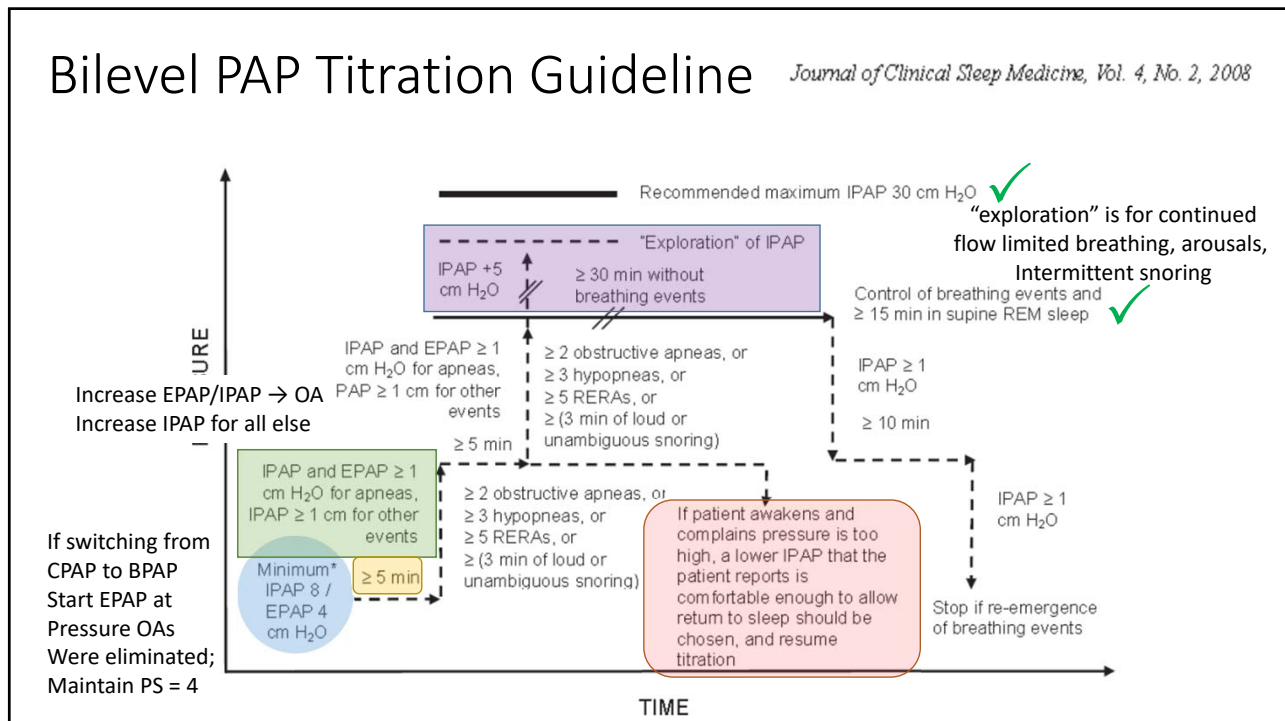 Bilevel PAP Titration Guideline
Journal of Clinical Sleep Medicine, Vol. 4, No. 2, 2008
Recommended maximum IPAP 30 cm H₂O
"exploration" is for continued
flow limited breathing, arousals,
Intermittent snoring
"Exploration" of IPAP
IPAP +5
cm H₂O
≥ 30 min without
breathing events
Control of breathing events and
≥ 15 min in supine REM sleep
IPAP and EPAP ≥ 1
cm H₂O for apneas,
PAP ≥ 1 cm for other
events
≥ 5 min
≥ 2 obstructive apneas, or
≥ 3 hypopneas, or
≥ 5 RERAs, or
≥ (3 min of loud or
unambiguous snoring)
IPAP ≥ 1
cm H₂O
≥ 10 min
URE
Increase EPAP/IPAP → OA
Increase IPAP for all else
IPAP and EPAP ≥ 1
cm H₂O for apneas,
IPAP ≥ 1 cm for other
events
≥ 2 obstructive apneas, or
≥ 3 hypopneas, or
≥ 5 RERAs, or
≥ (3 min of loud or
unambiguous snoring)
If switching from
CPAP to BPAP
Start EPAP at
Pressure OAs
Were eliminated;
Maintain PS = 4
Minimum*
IPAP 8 /
EPAP 4
cm H₂O
≥ 5 min
If patient awakens and
complains pressure is too
high, a lower IPAP that the
patient reports is
comfortable enough to allow
return to sleep should be
chosen, and resume
titration
IPAP ≥ 1
cm H₂O
Stop if re-emergence
of breathing events
TIME